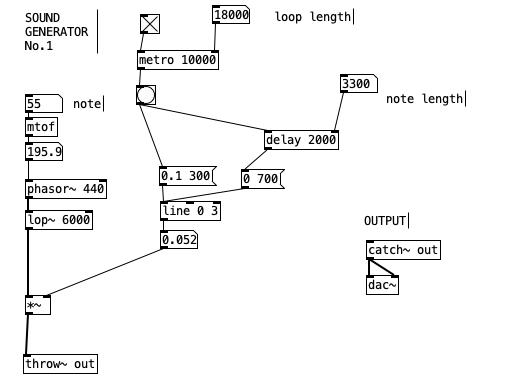 SOUND
GENERATOR
No.1
18000
loop length
metro 10000
3300
note length
55
note
mtof
delay 2000
195.9
0.1 300
0 700
phasor~ 440
line 0 3
lop~ 6000
OUTPUT
0.052
catch~ out
dac~
*~
throw~ out